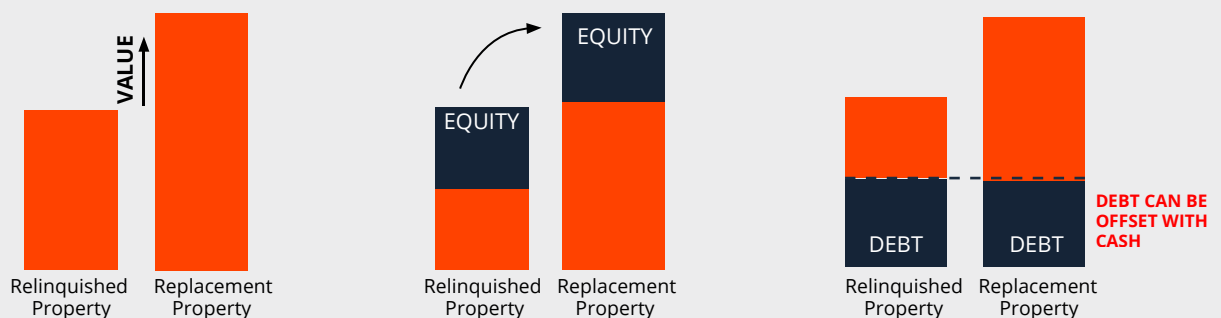 VALUE
Relinquished
Property
Replacement
Property
EQUITY
EQUITY
Relinquished
Property
Replacement
Property
DEBT
DEBT
DEBT CAN BE
OFFSET WITH
CASH
Relinquished
Property
Replacement
Property